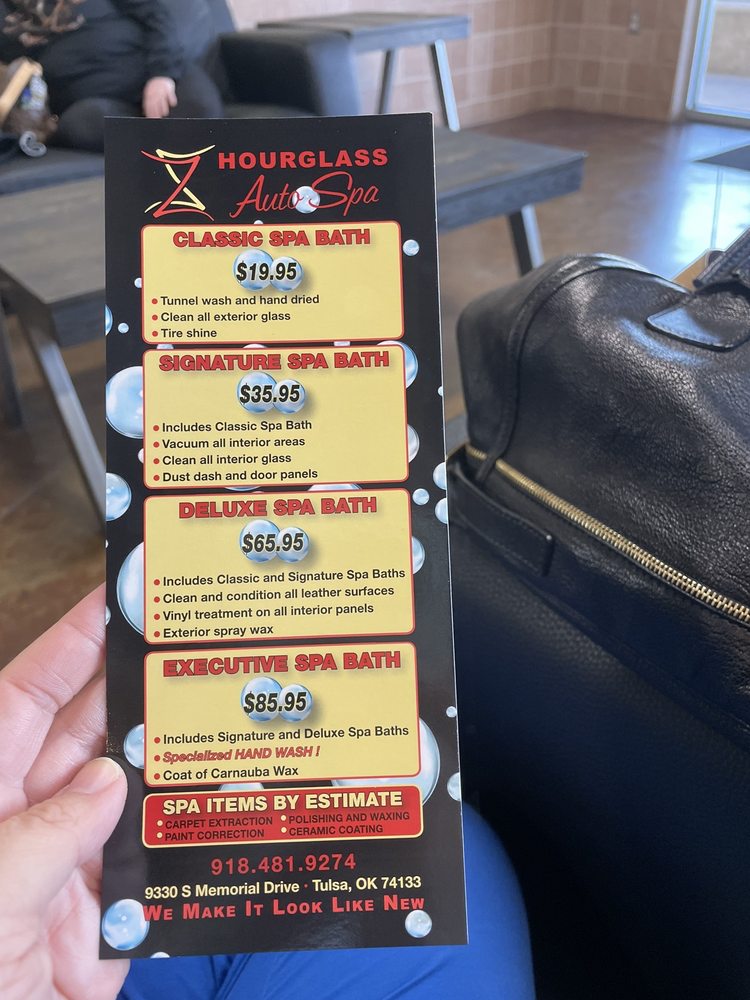 HOURGLASS
Auto Spa
CLASSIC SPA BATH
$19.95
• Tunnel wash and hand dried
• Clean all exterior glass
• Tire shine
SIGNATURE SPA BATH
$35.95
• Includes Classic Spa Bath
• Vacuum all interior areas
• Clean all interior glass
• Dust dash and door panels
DELUXE SPA BATH
$65.95
• Includes Classic and Signature Spa Baths
• Clean and condition all leather surfaces
• Vinyl treatment on all interior panels
• Exterior spray wax
EXECUTIVE SPA BATH
$85.95
• Includes Signature and Deluxe Spa Baths
• Specialized HAND WASH !
• Coat of Carnauba Wax
SPA ITEMS BY ESTIMATE
• CARPET EXTRACTION • POLISHING AND WAXING
• PAINT CORRECTION • CERAMIC COATING
918.481.9274
9330 S Memorial Drive • Tulsa, OK 74133
WE MAKE IT LOOK LIKE NEW